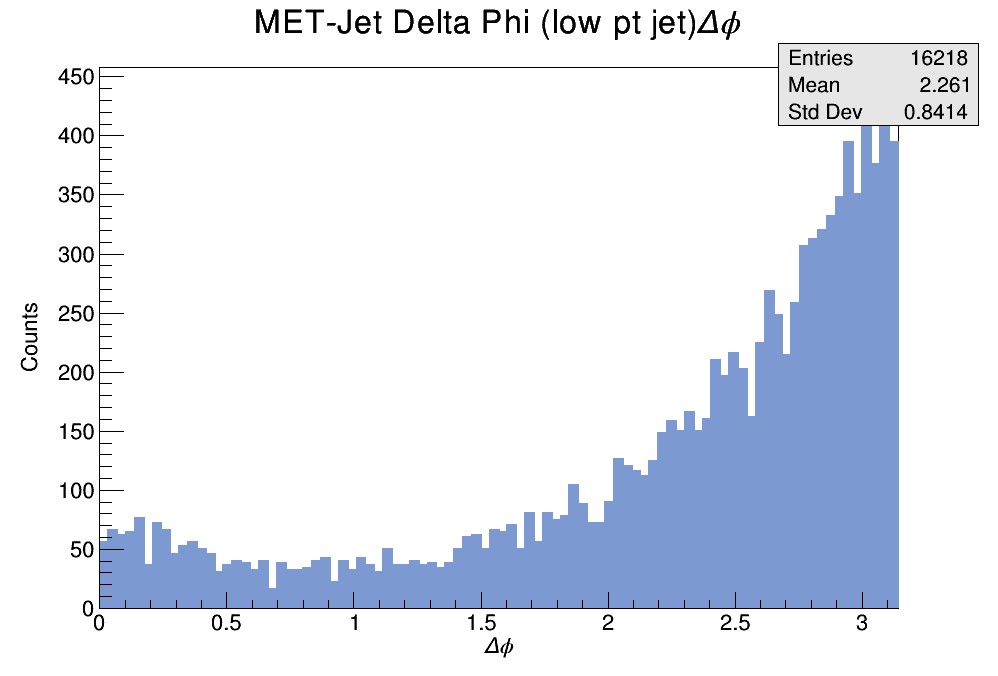 MET-Jet Delta Phi (low pt jet)Δϕ
Entries 16218
Mean 2.261
Std Dev 0.8414
450
400
350
300
250
200
150
100
50
0
Counts
0 0.5 1 1.5 2 2.5 3
Δϕ